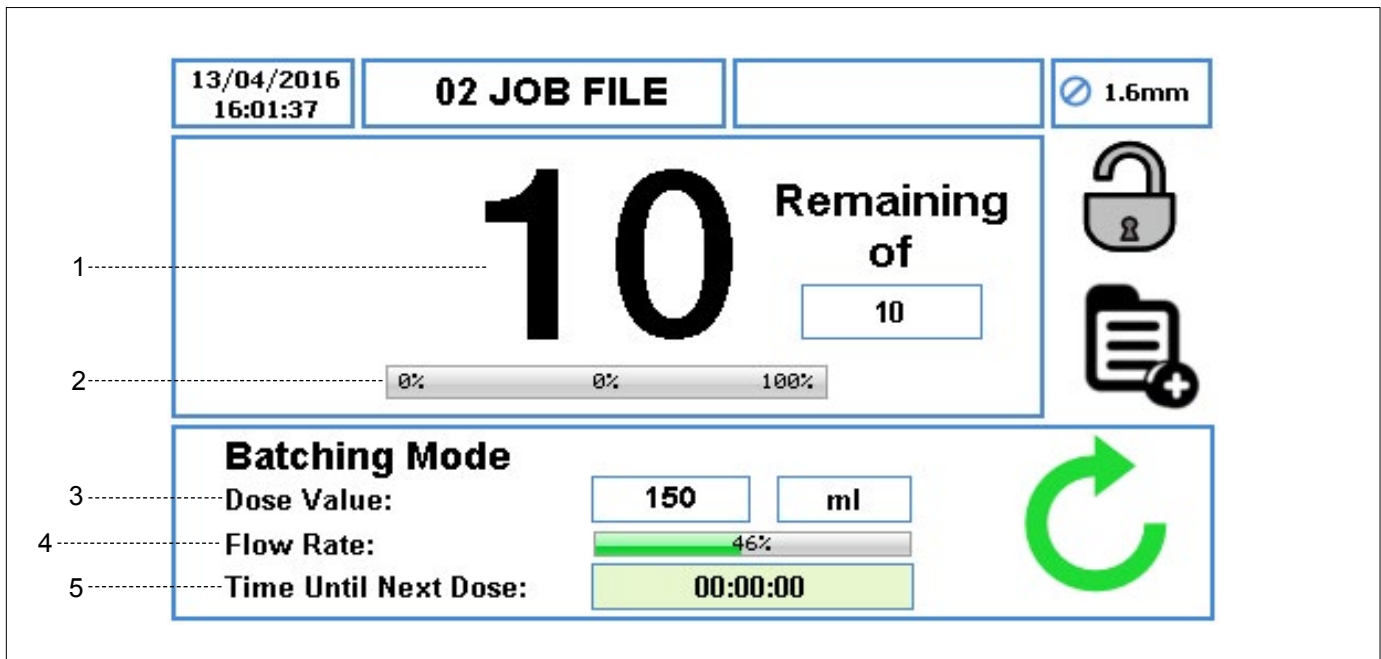 13/04/2016
16:01:37
02 JOB FILE
1.6mm
1
10
Remaining
of
10
2
0% 0% 100%
Batching Mode
3 Dose Value: 150 ml
4 Flow Rate: 46%
5 Time Until Next Dose: 00:00:00